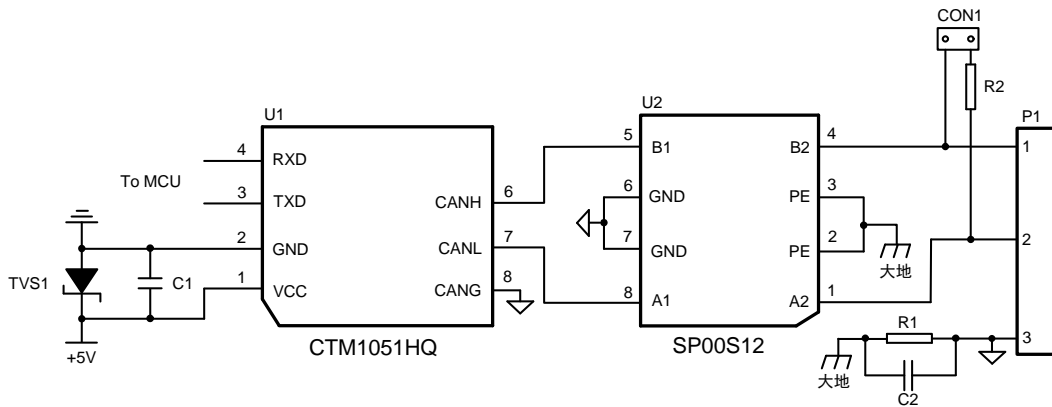 CON1
R2
U1
U2
P1
4
RXD
5
B1
B2
4
1
To MCU
3
TXD
CANH
6
6
GND
PE
3
2
GND
CANL
7
7
GND
PE
2
大地
2
TVS1
C1
1
VCC
CANG
8
8
A1
A2
1
+5V
CTM1051HQ
SP00S12
R1
3
大地
C2